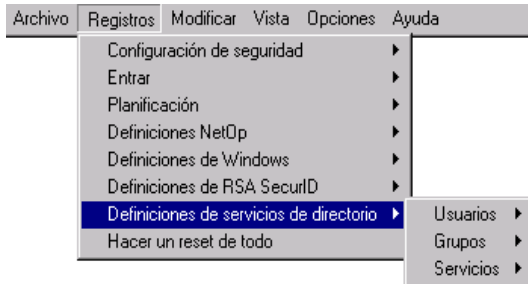 Archivo Registros Modificar Vista Opciones Ayuda
Configuración de seguridad
Entrar
Planificación
Definiciones NetOp
Definiciones de Windows
Definiciones de RSA SecurID
Definiciones de servicios de directorio
Hacer un reset de todo
Usuarios
Grupos
Servicios